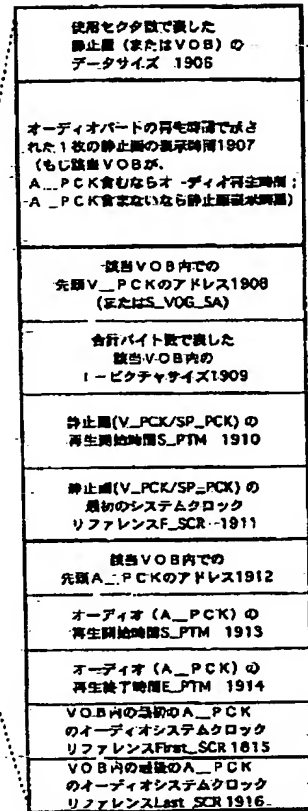 使用セクタ数で表した
静止画（またはＶＯＢ）の
データサイズ 1906
オーディオパートの再生時間で示さ
れた１枚の静止画の表示時間1907
（もし該当ＶＯＢが、
Ａ＿ＰＣＫ含むならオーディオ再生時間；
Ａ＿ＰＣＫ含まないなら静止画表示時間）
該当ＶＯＢ内での
先頭Ｖ＿ＰＣＫのアドレス1908
（またはS_VOG_SA）
合計バイト数で表した
該当ＶＯＢ内の
Ｉーピクチャサイズ1909
静止画(V_PCK/SP_PCK) の
再生開始時間S_PTM 1910
静止画(V_PCK/SP_PCK) の
最初のシステムクロック
リファレンスF_SCR 1911
該当ＶＯＢ内での
先頭Ａ＿ＰＣＫのアドレス1912
オーディオ（Ａ＿ＰＣＫ）の
再生開始時間S_PTM 1913
オーディオ（Ａ＿ＰＣＫ）の
再生終了時間E_PTM 1914
ＶＯＢ内の最初のＡ＿ＰＣＫ
のオーディオシステムクロック
リファレンスFirst_SCR 1815
ＶＯＢ内の最後のＡ＿ＰＣＫ
のオーディオシステムクロック
リファレンスLast_SCR 1916